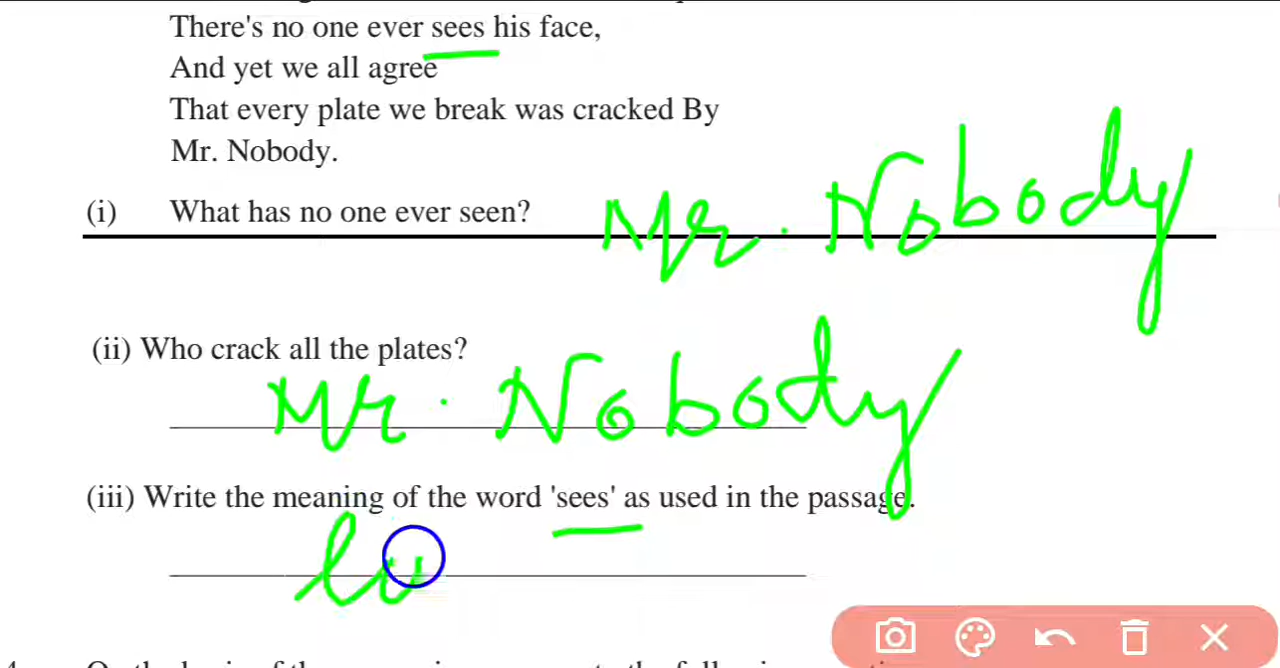 There's no one ever sees his face,
And yet we all agree
That every plate we break was cracked By
Mr. Nobody.
(i) What has no one ever seen? Mr. Nobody
(ii) Who crack all the plates?
Mr. Nobody
(iii) Write the meaning of the word 'sees' as used in the passage.